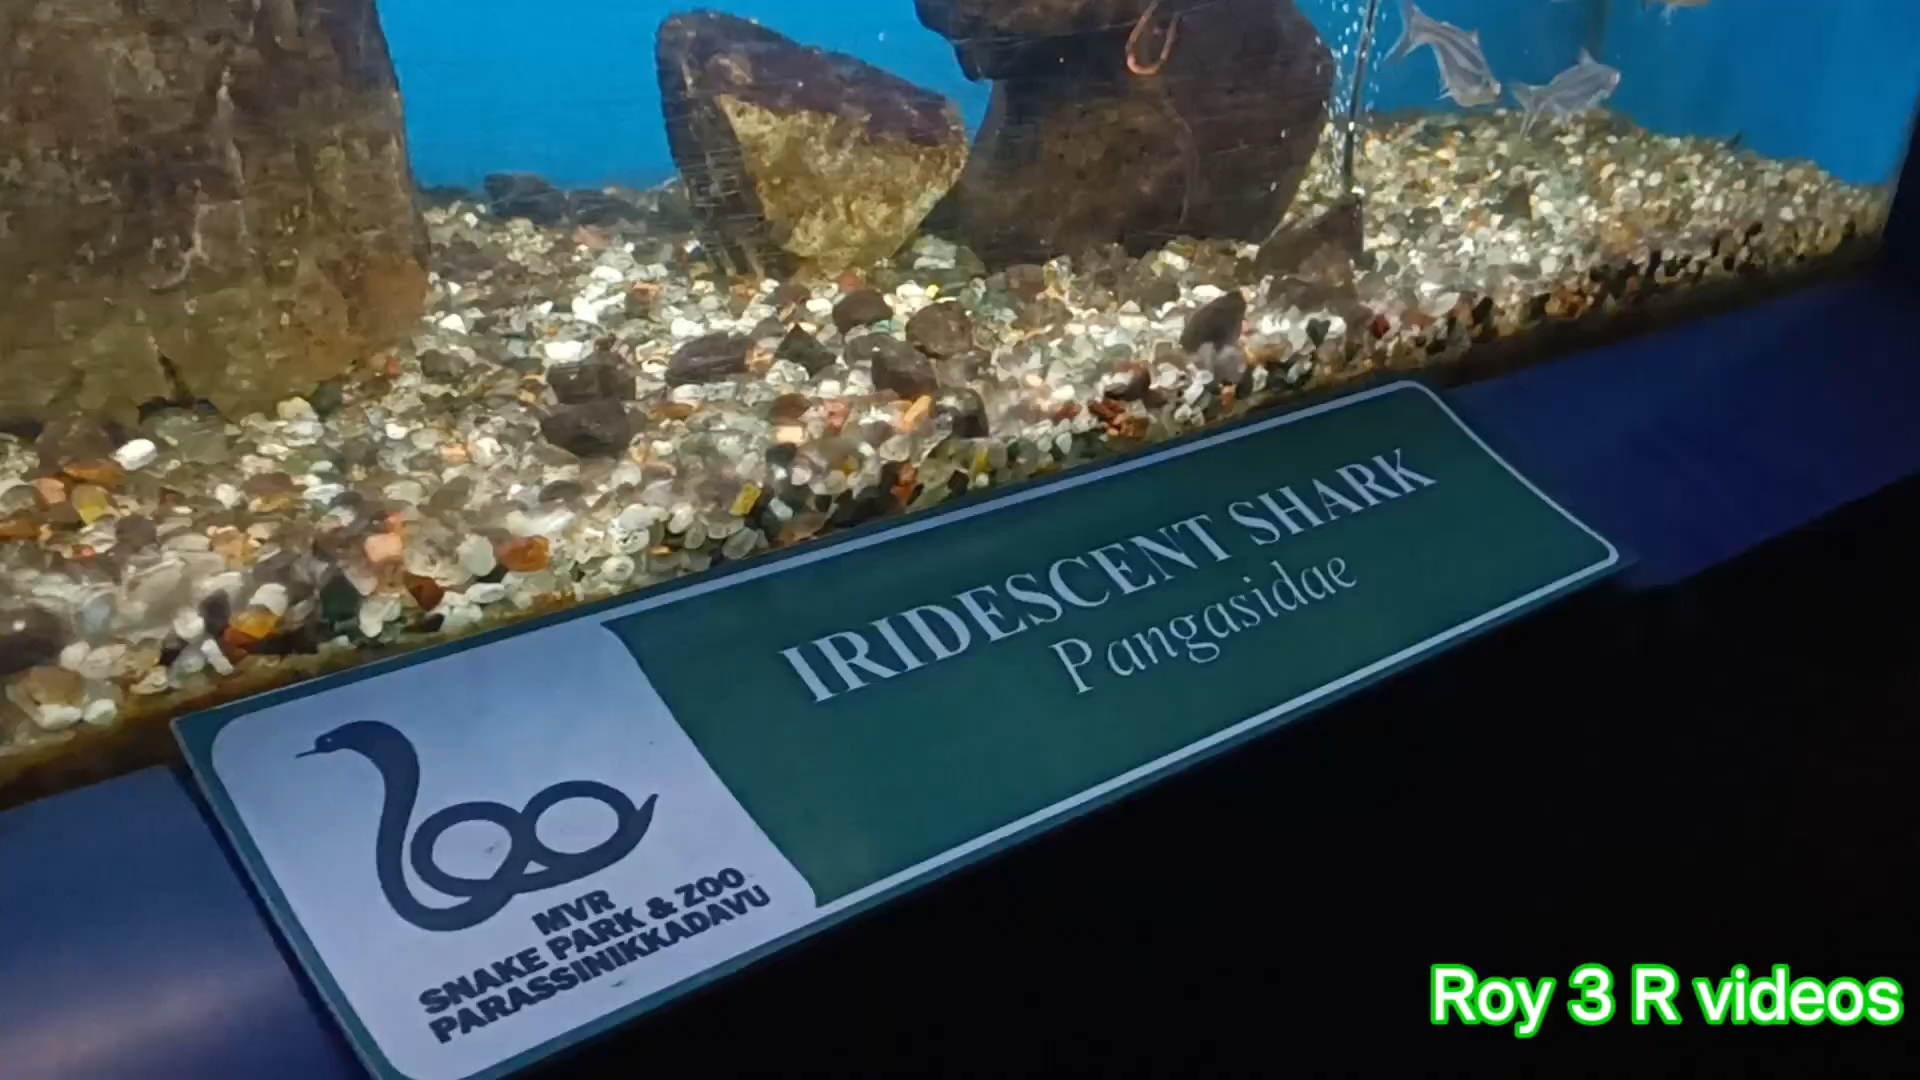 IRIDESCENT SHARK
Pangasidae
MVR
SNAKE PARK & ZOO
PARASSINIKKADAVU
Roy 3 R videos